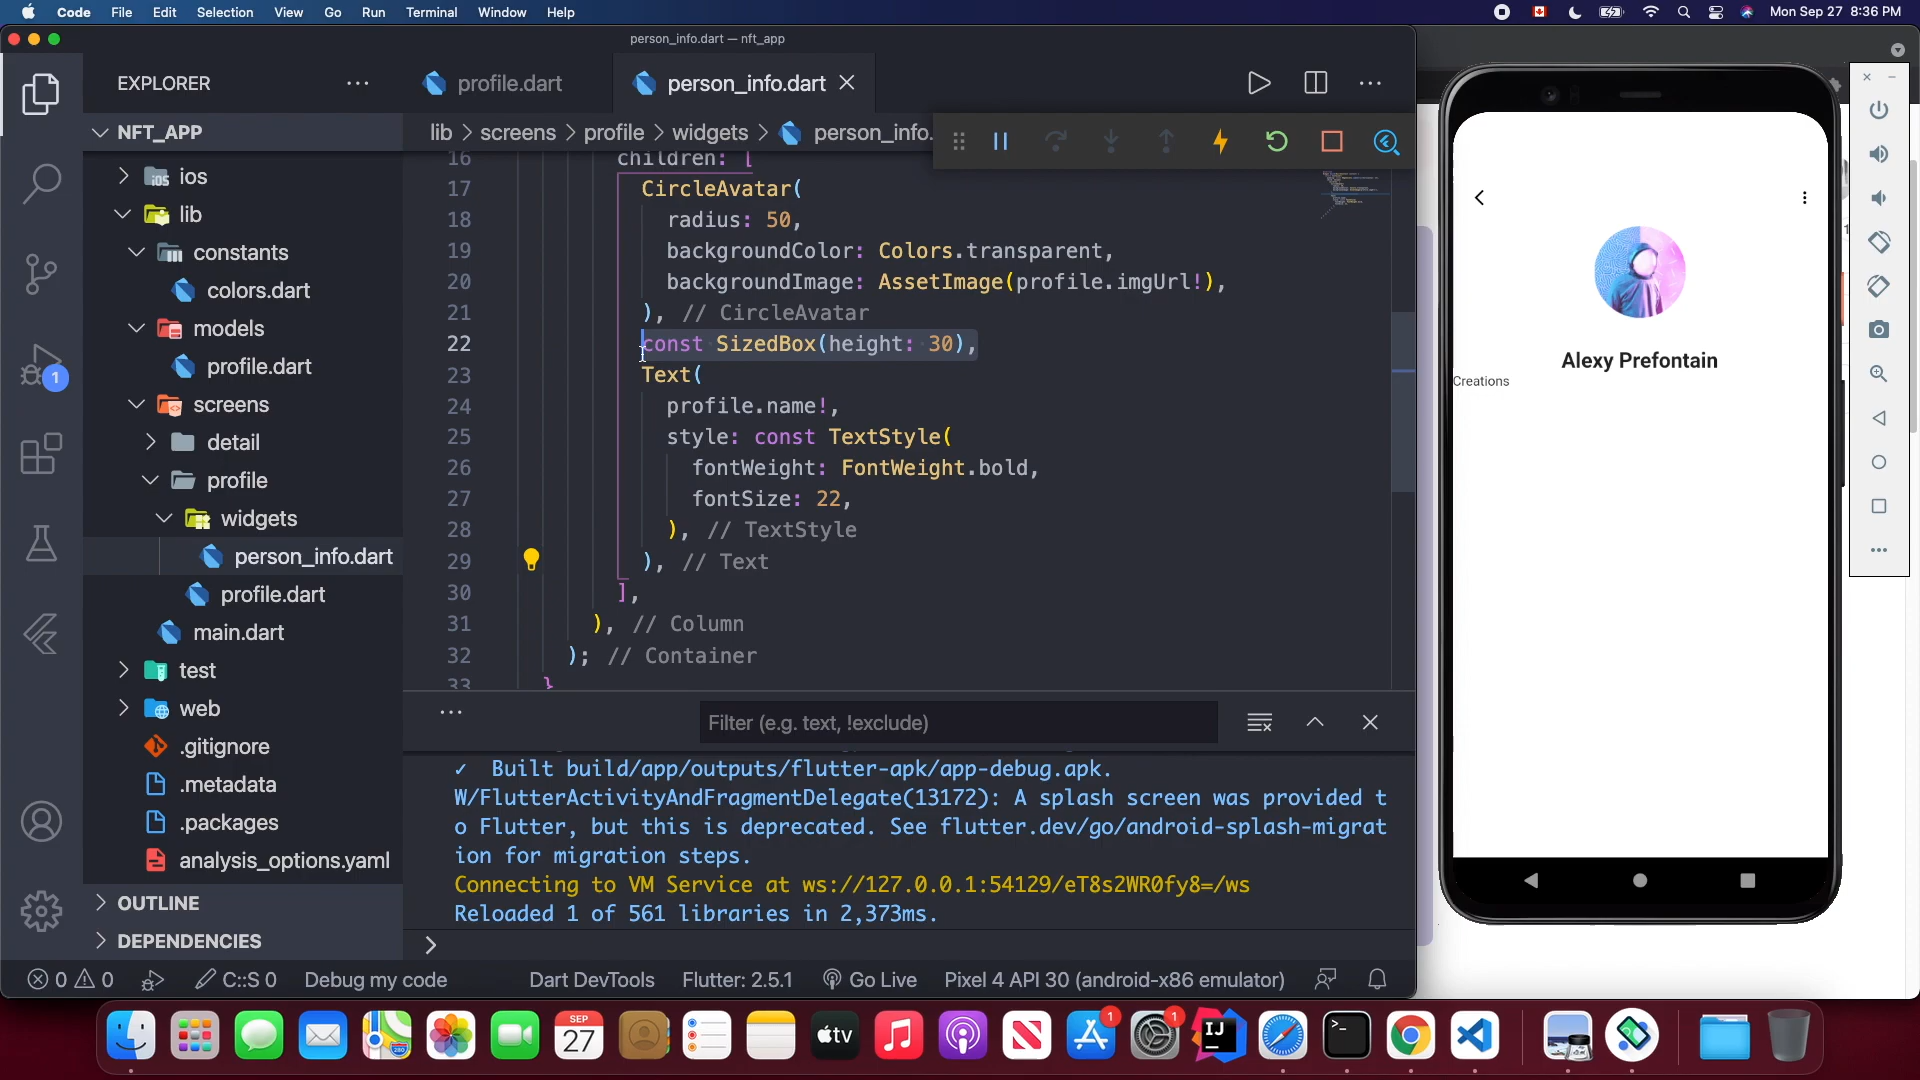 Code File Edit Selection View Go Run Terminal Window Help
Mon Sep 27 8:36 PM
person_info.dart — nft_app
EXPLORER
profile.dart
person_info.dart
NFT_APP
lib > screens > profile > widgets > person_info.
ios
lib
constants
colors.dart
models
profile.dart
screens
detail
profile
widgets
person_info.dart
profile.dart
main.dart
test
web
.gitignore
.metadata
.packages
analysis_options.yaml
OUTLINE
DEPENDENCIES
1
16 children: [
17 CircleAvatar(
18 radius: 50,
19 backgroundColor: Colors.transparent,
20 backgroundImage: AssetImage(profile.imgUrl!),
21 ), // CircleAvatar
22 const SizedBox(height: 30),
23 Text(
24 profile.name!,
25 style: const TextStyle(
26 fontWeight: FontWeight.bold,
27 fontSize: 22,
28 ), // TextStyle
29 ), // Text
30 ],
31 ), // Column
32 ); // Container
33 }
Filter (e.g. text, !exclude)
✓ Built build/app/outputs/flutter-apk/app-debug.apk.
W/FlutterActivityAndFragmentDelegate(13172): A splash screen was provided t
o Flutter, but this is deprecated. See flutter.dev/go/android-splash-migrat
ion for migration steps.
Connecting to VM Service at ws://127.0.0.1:54129/eT8s2WR0fy8=/ws
Reloaded 1 of 561 libraries in 2,373ms.
>
0 0 C::S 0 Debug my code Dart DevTools Flutter: 2.5.1 Go Live Pixel 4 API 30 (android-x86 emulator)
Alexy Prefontain
Creations
SEP
27
tv
1
1
IJ